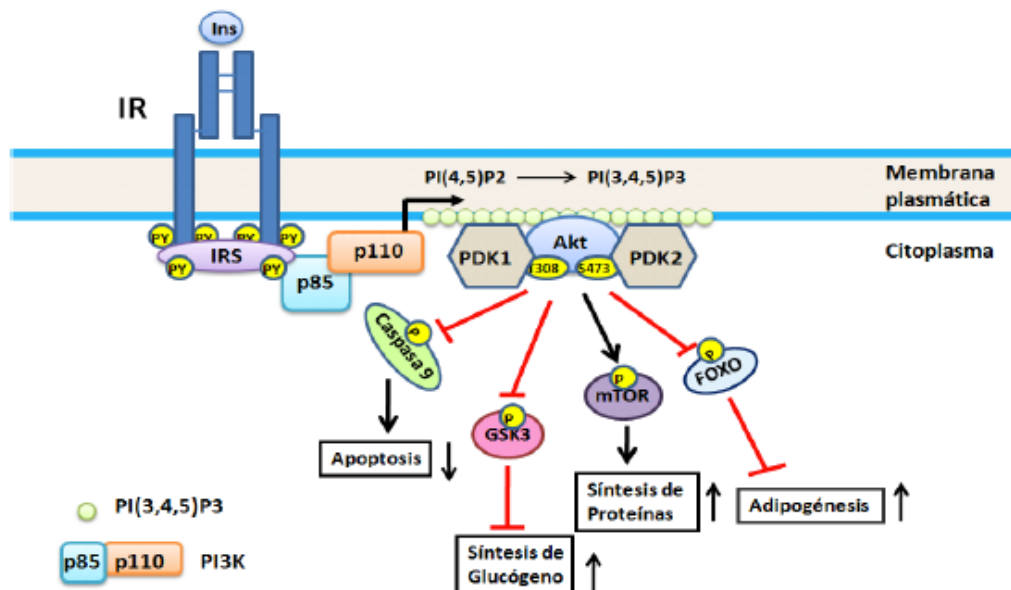 Ins
IR
PI(4,5)P2 → PI(3,4,5)P3
Membrana
plasmática
PY PY PY PY
IRS
PY PY
p85
p110
PDK1
Akt
T308 S473
PDK2
Citoplasma
P
Caspasa 9
P
GSK3
P
mTOR
P
FOXO
Apoptosis
Síntesis de
Proteínas
Adipogénesis
Síntesis de
Glucógeno
PI(3,4,5)P3
p85 p110 PI3K